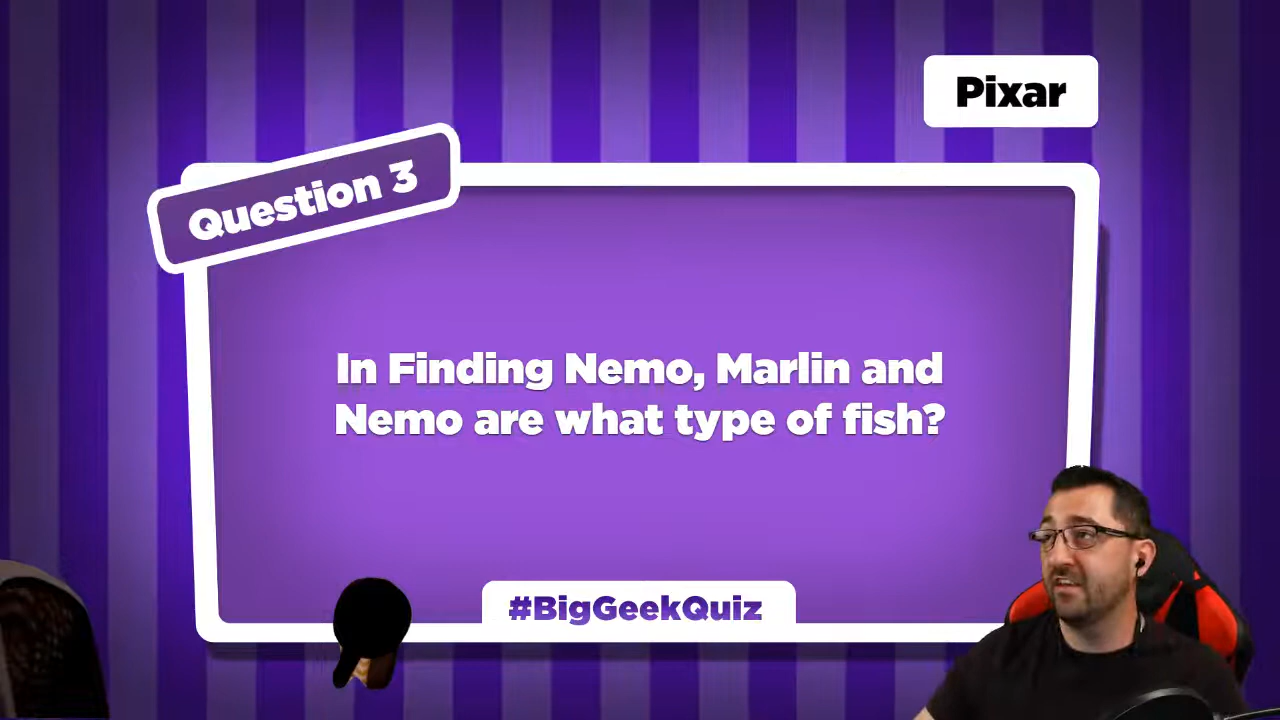 Pixar
Question 3
In Finding Nemo, Marlin and
Nemo are what type of fish?
#BigGeekQuiz